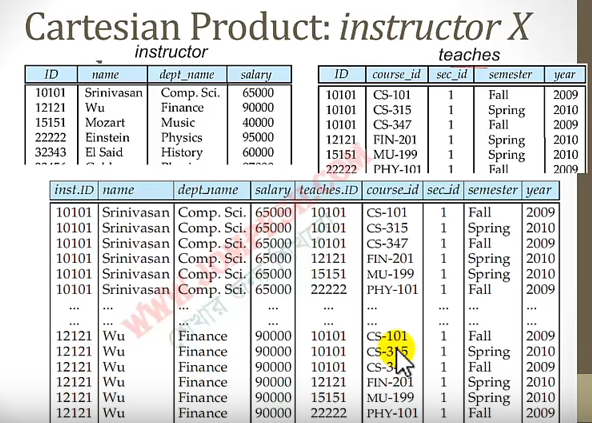 Cartesian Product: instructor X
instructor
teaches
ID name dept_name salary
10101 Srinivasan Comp. Sci. 65000
12121 Wu Finance 90000
15151 Mozart Music 40000
22222 Einstein Physics 95000
32343 El Said History 60000
ID course_id sec_id semester year
10101 CS-101 1 Fall 2009
10101 CS-315 1 Spring 2010
10101 CS-347 1 Fall 2009
12121 FIN-201 1 Spring 2010
15151 MU-199 1 Spring 2010
22222 PHY-101 1 Fall 2009
inst.ID name dept_name salary teaches.ID course_id sec_id semester year
10101 Srinivasan Comp. Sci. 65000 10101 CS-101 1 Fall 2009
10101 Srinivasan Comp. Sci. 65000 10101 CS-315 1 Spring 2010
10101 Srinivasan Comp. Sci. 65000 10101 CS-347 1 Fall 2009
10101 Srinivasan Comp. Sci. 65000 12121 FIN-201 1 Spring 2010
10101 Srinivasan Comp. Sci. 65000 15151 MU-199 1 Spring 2010
10101 Srinivasan Comp. Sci. 65000 22222 PHY-101 1 Fall 2009
... ... ... ... ... ... ... ... ...
... ... ... ... ... ... ... ... ...
12121 Wu Finance 90000 10101 CS-101 1 Fall 2009
12121 Wu Finance 90000 10101 CS-315 1 Spring 2010
12121 Wu Finance 90000 10101 1 Fall 2009
12121 Wu Finance 90000 12121 FIN-201 1 Spring 2010
12121 Wu Finance 90000 15151 MU-199 1 Spring 2010
12121 Wu Finance 90000 22222 PHY-101 1 Fall 2009